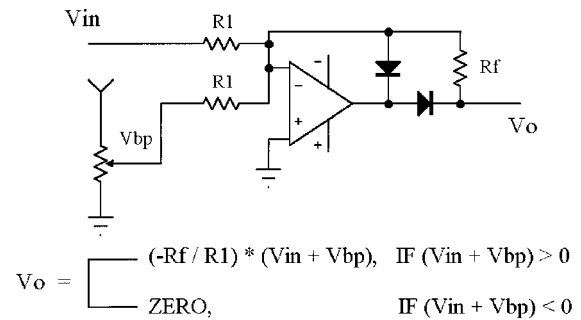 Vin
R1
R1
Rf
Vbp
−
−
+
+
Vo
Vo =
(-Rf / R1) * (Vin + Vbp), IF (Vin + Vbp) > 0
ZERO, IF (Vin + Vbp) < 0